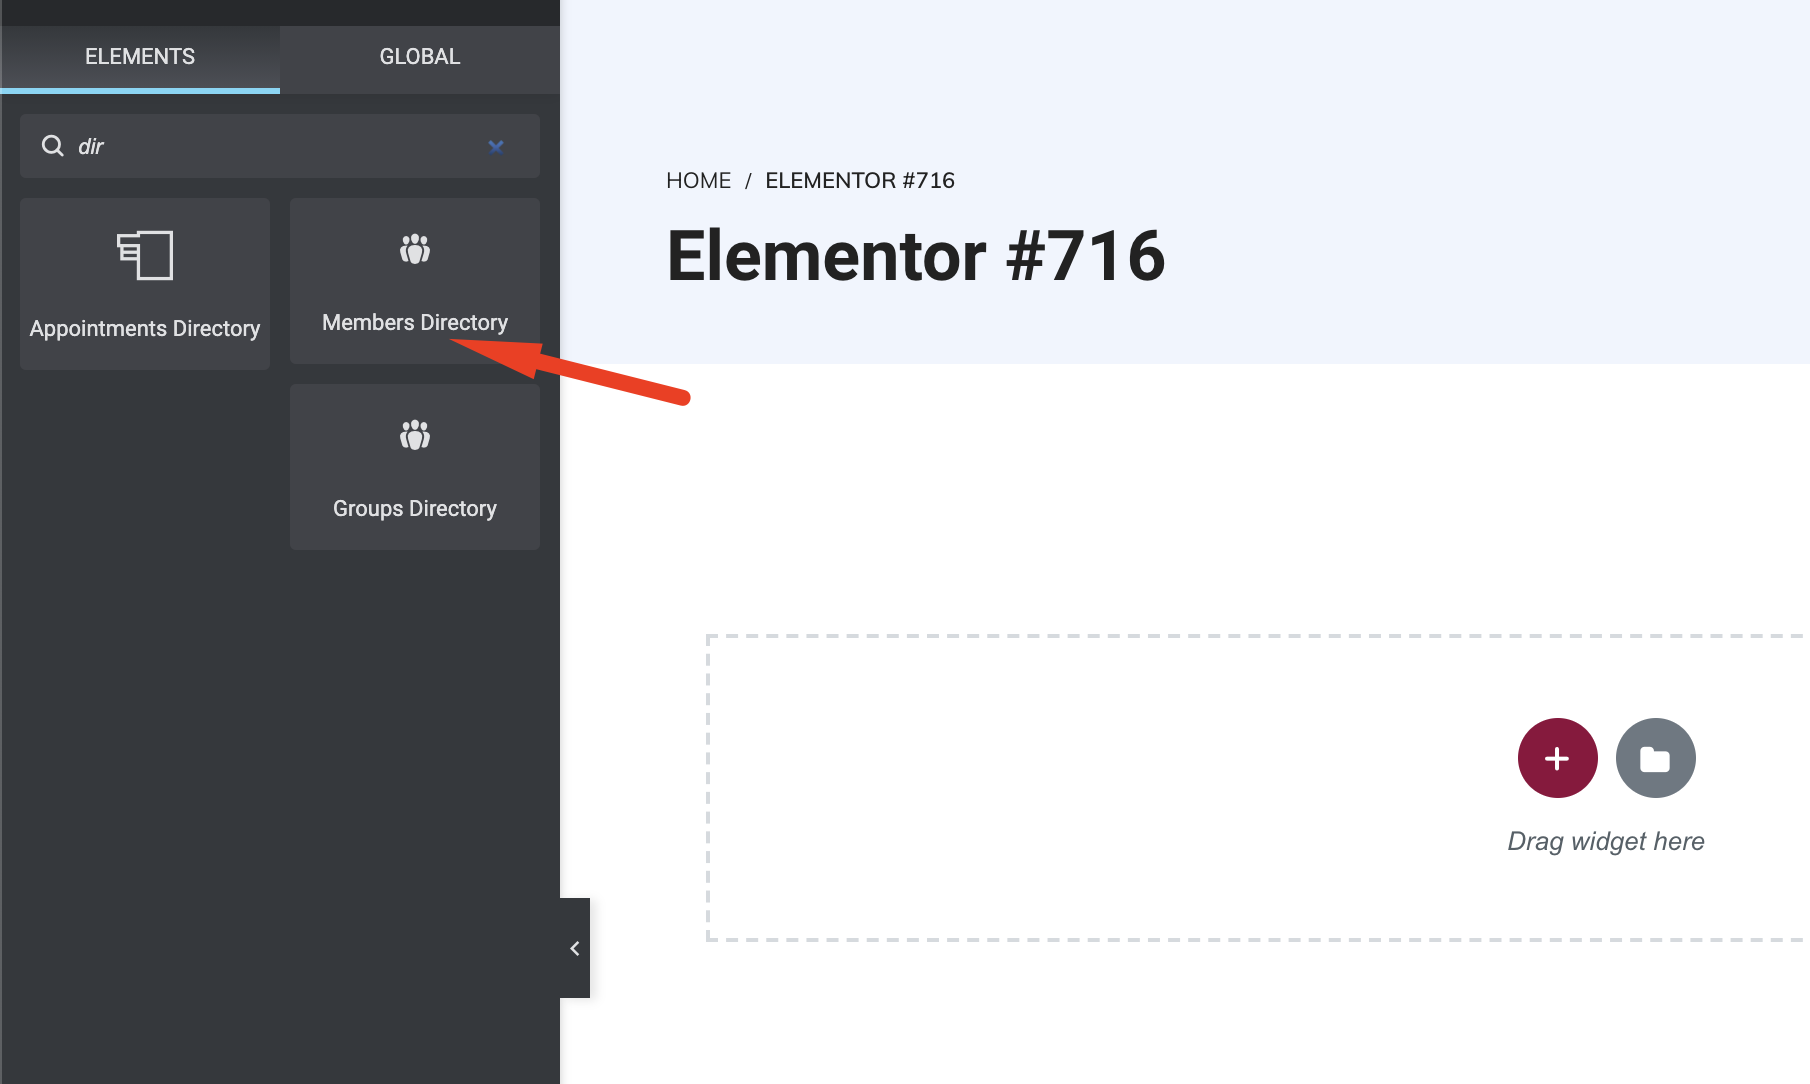 ELEMENTS
GLOBAL
dir
Appointments Directory
Members Directory
Groups Directory
HOME / ELEMENTOR #716
Elementor #716
Drag widget here